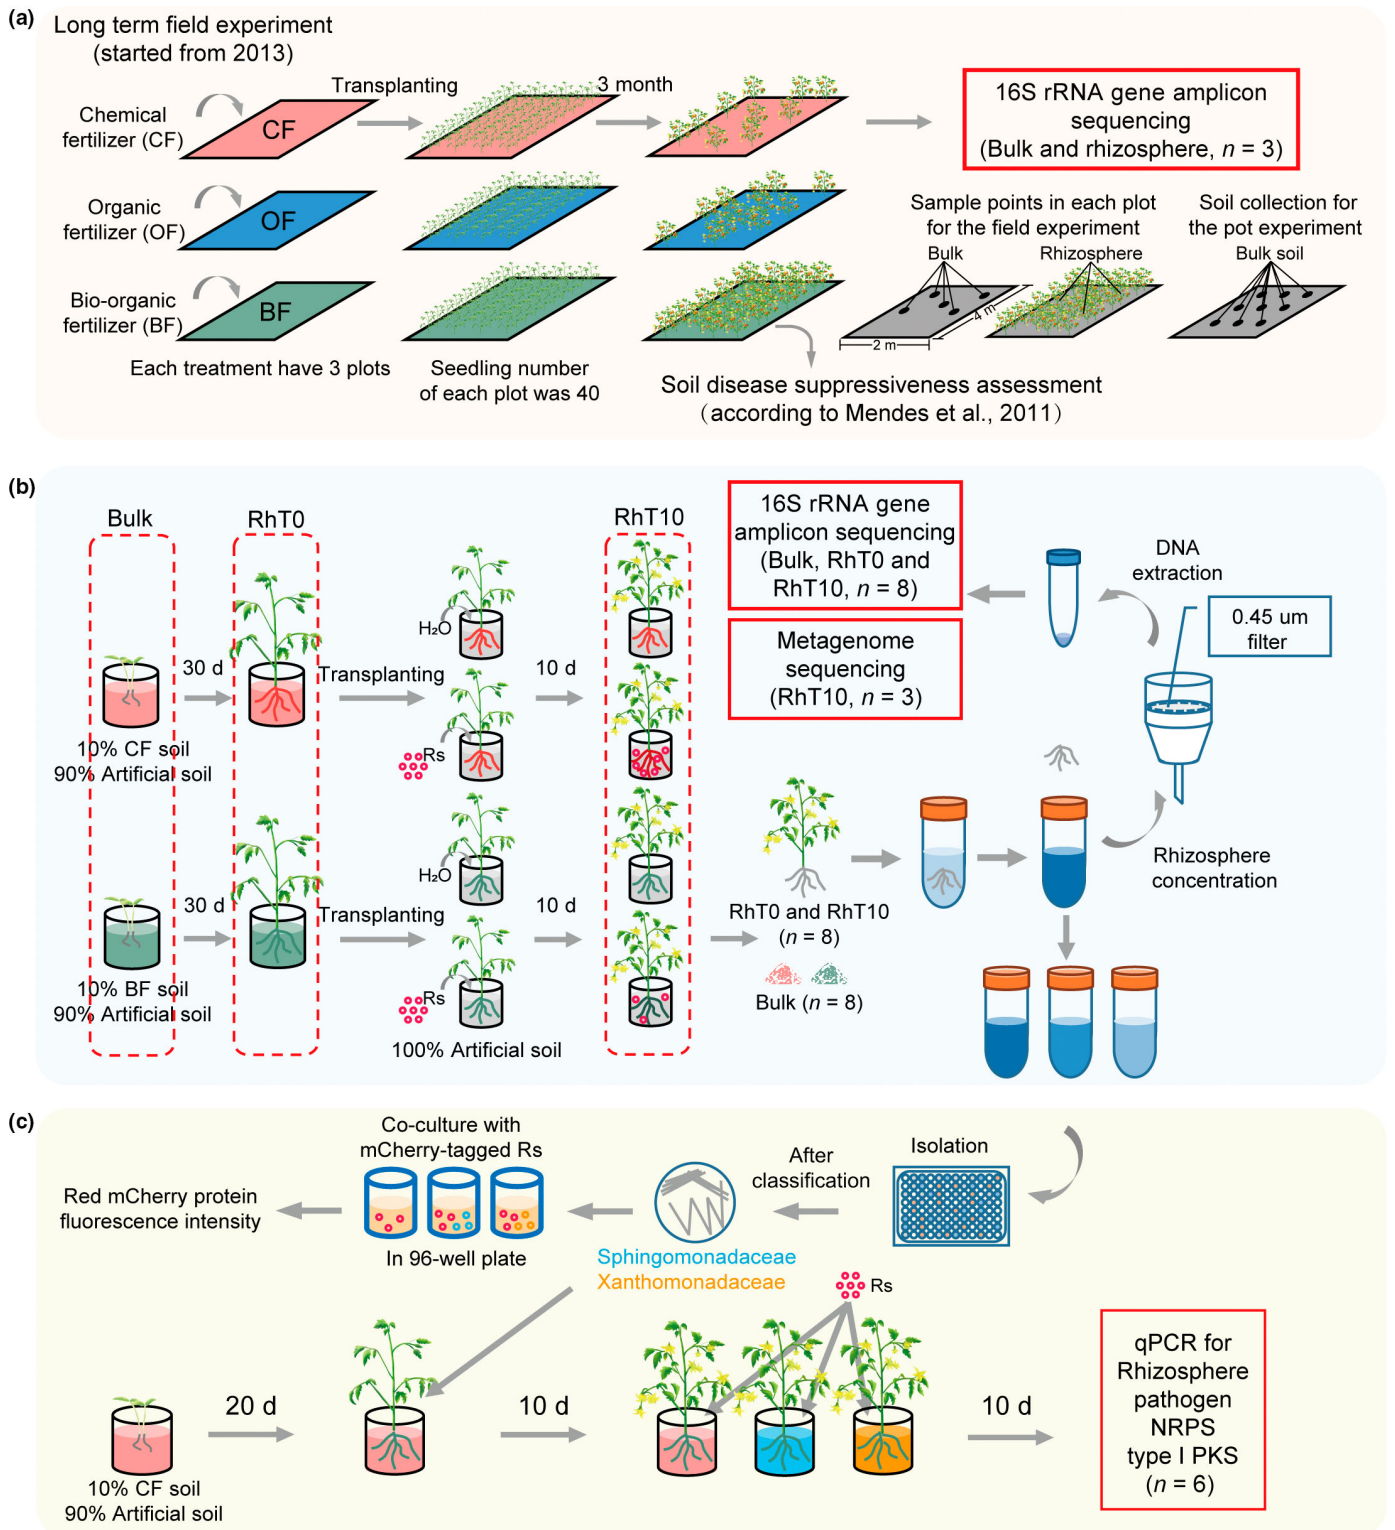 (a)
Long term field experiment
(started from 2013)
Transplanting
3 month
Chemical
fertilizer (CF)
CF
16S rRNA gene amplicon
sequencing
(Bulk and rhizosphere, n = 3)
Organic
fertilizer (OF)
OF
Sample points in each plot
for the field experiment
Bulk
Rhizosphere
Soil collection for
the pot experiment
Bulk soil
Bio-organic
fertilizer (BF)
BF
4 m
2 m
Each treatment have 3 plots
Seedling number
of each plot was 40
Soil disease suppressiveness assessment
(according to Mendes et al., 2011)
(b)
Bulk
RhT0
RhT10
16S rRNA gene
amplicon sequencing
(Bulk, RhT0 and
RhT10, n = 8)
DNA
extraction
0.45 um
filter
H₂O
30 d
Transplanting
10 d
Metagenome
sequencing
(RhT10, n = 3)
Rs
10% CF soil
90% Artificial soil
H₂O
30 d
Transplanting
10 d
Rhizosphere
concentration
RhT0 and RhT10
(n = 8)
Rs
10% BF soil
90% Artificial soil
Bulk (n = 8)
100% Artificial soil
(c)
Co-culture with
mCherry-tagged Rs
After
classification
Isolation
Red mCherry protein
fluorescence intensity
In 96-well plate
Sphingomonadaceae
Xanthomonadaceae
Rs
20 d
10 d
10 d
qPCR for
Rhizosphere
pathogen
NRPS
type I PKS
(n = 6)
10% CF soil
90% Artificial soil